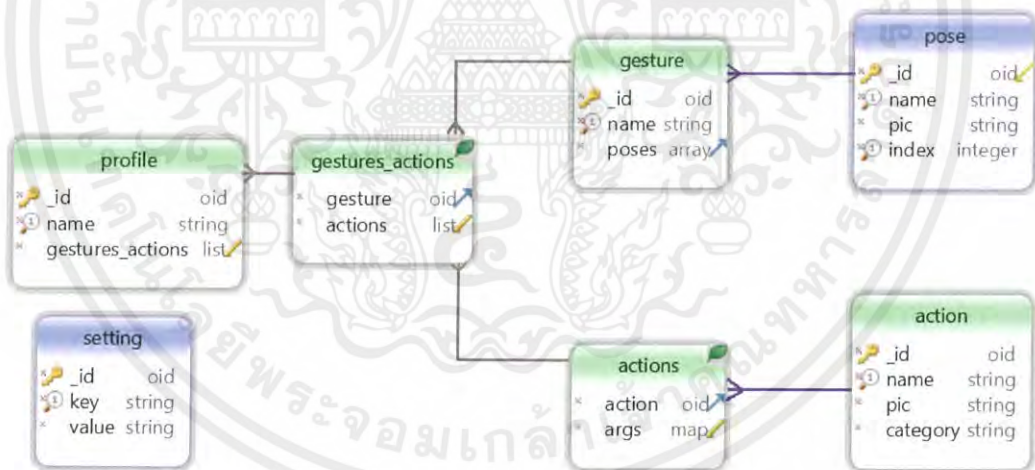 profile
_id oid
name string
gestures_actions list
gestures_actions
gesture oid
actions list
gesture
_id oid
name string
poses array
pose
_id oid
name string
pic string
index integer
setting
_id oid
key string
value string
actions
action oid
args map
action
_id oid
name string
pic string
category string